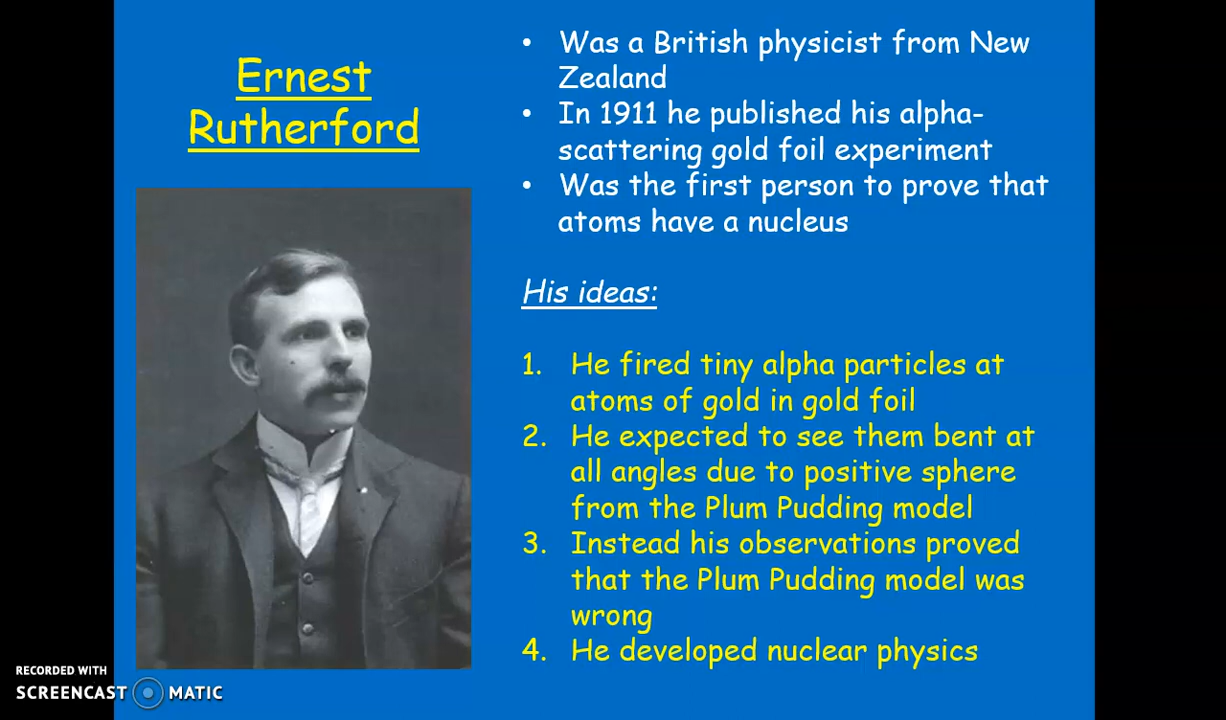 Ernest
Rutherford
• Was a British physicist from New
Zealand
• In 1911 he published his alpha-
scattering gold foil experiment
• Was the first person to prove that
atoms have a nucleus
His ideas:
1. He fired tiny alpha particles at
atoms of gold in gold foil
2. He expected to see them bent at
all angles due to positive sphere
from the Plum Pudding model
3. Instead his observations proved
that the Plum Pudding model was
wrong
4. He developed nuclear physics
RECORDED WITH
SCREENCAST MATIC